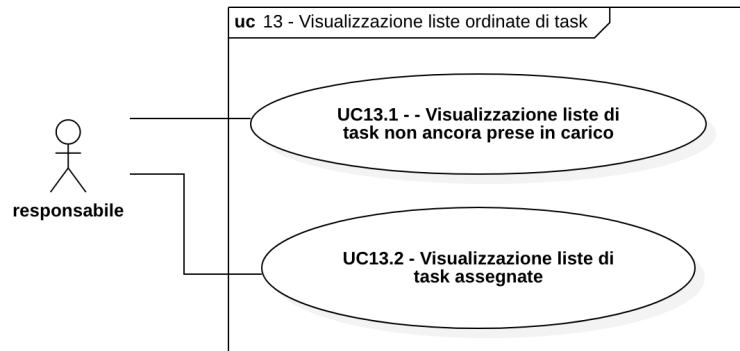 uc 13 - Visualizzazione liste ordinate di task
UC13.1 - - Visualizzazione liste di
task non ancora prese in carico
responsabile
UC13.2 - Visualizzazione liste di
task assegnate